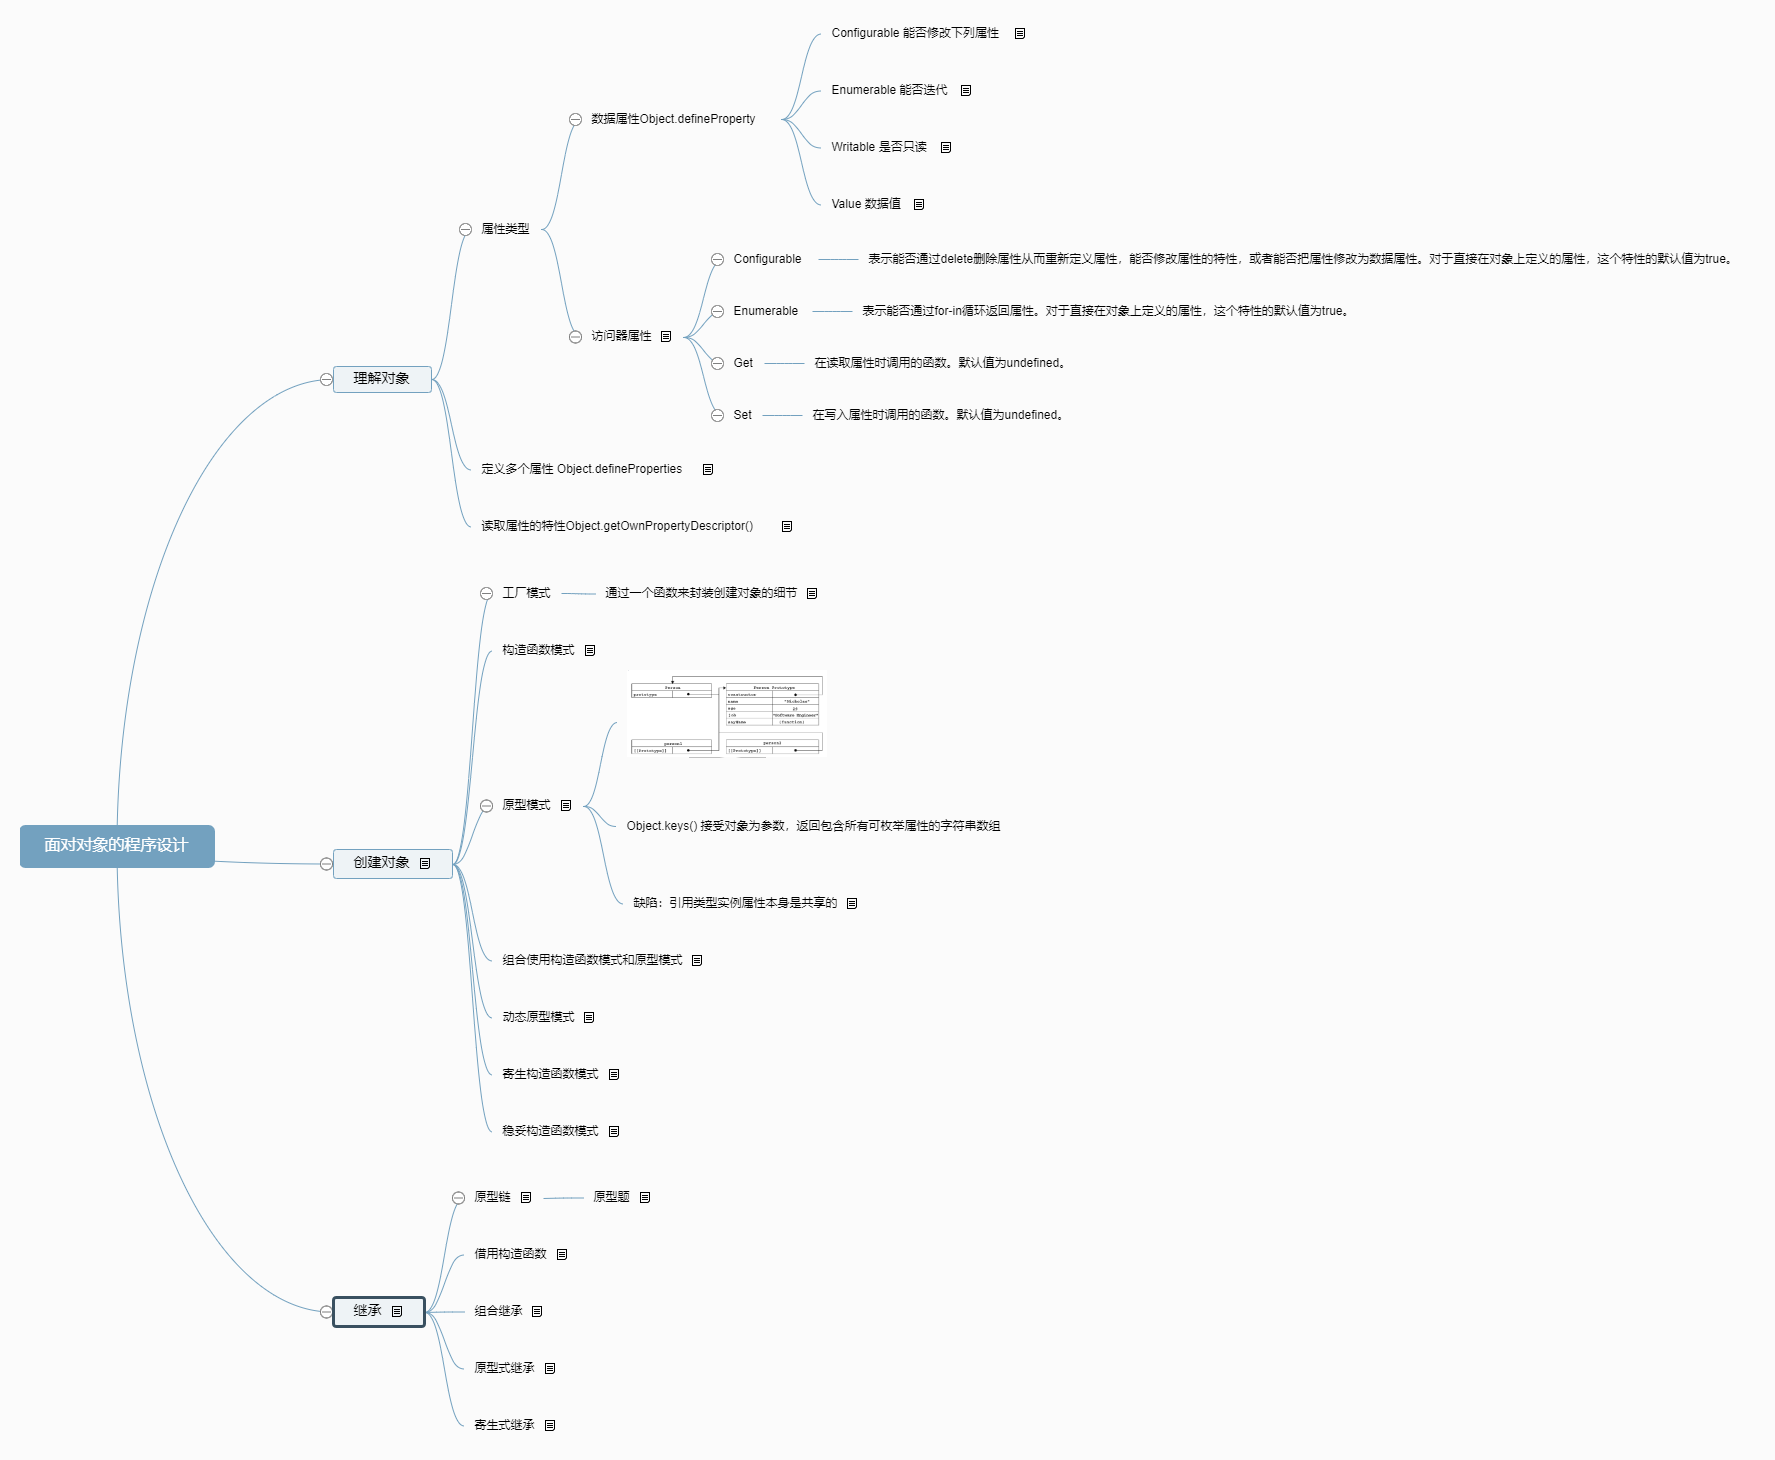 Configurable 能否修改下列属性
Enumerable 能否迭代
数据属性Object.defineProperty
Writable 是否只读
Value 数据值
属性类型
Configurable
表示能否通过delete删除属性从而重新定义属性，能否修改属性的特性，或者能否把属性修改为数据属性。对于直接在对象上定义的属性，这个特性的默认值为true。
Enumerable
表示能否通过for-in循环返回属性。对于直接在对象上定义的属性，这个特性的默认值为true。
访问器属性
Get
在读取属性时调用的函数。默认值为undefined。
Set
在写入属性时调用的函数。默认值为undefined。
理解对象
定义多个属性 Object.defineProperties
读取属性的特性Object.getOwnPropertyDescriptor()
工厂模式
通过一个函数来封装创建对象的细节
构造函数模式
Person
prototype
Person Prototype
constructor
name
"Nicholas"
age
job
"Software Engineer"
sayName
(function)
person1
[[Prototype]]
person2
[[Prototype]]
原型模式
Object.keys() 接受对象为参数，返回包含所有可枚举属性的字符串数组
缺陷：引用类型实例属性本身是共享的
面对对象的程序设计
创建对象
组合使用构造函数模式和原型模式
动态原型模式
寄生构造函数模式
稳妥构造函数模式
原型链
原型题
借用构造函数
继承
组合继承
原型式继承
寄生式继承